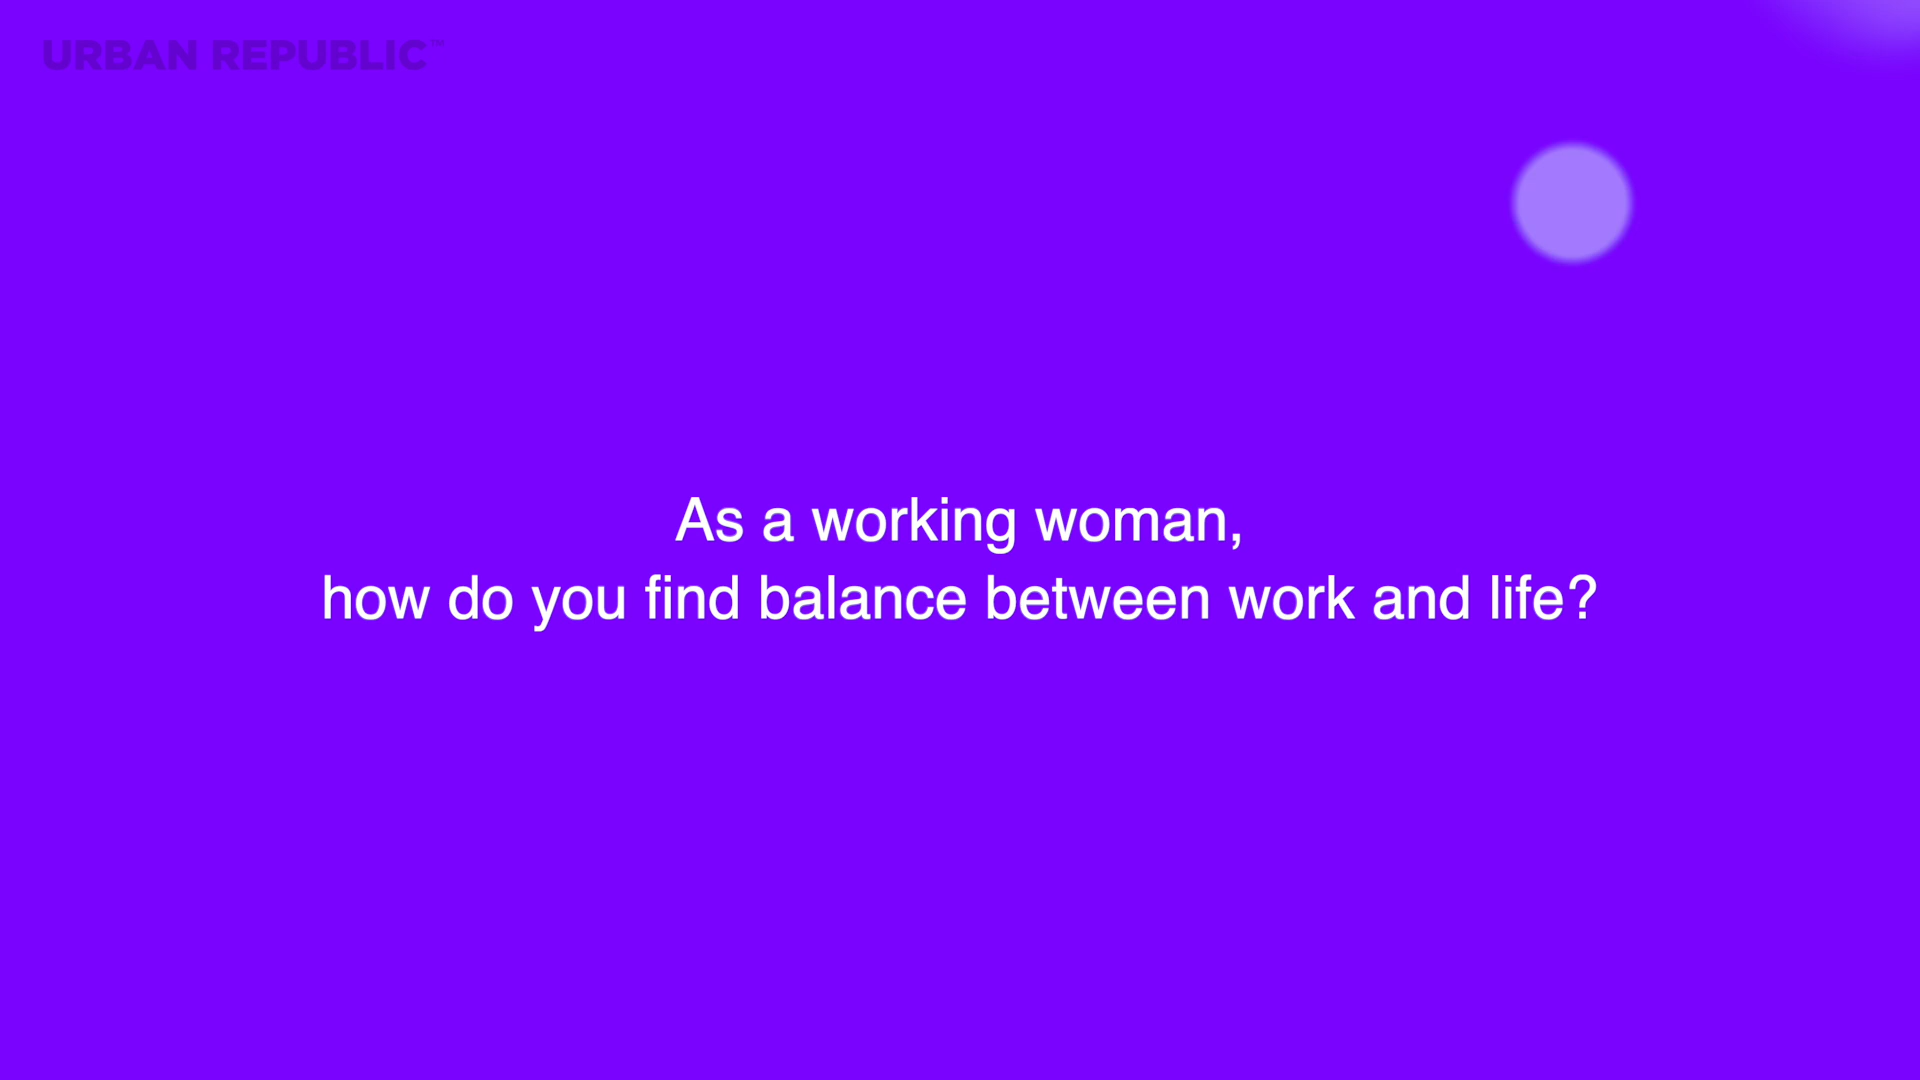 URBAN REPUBLIC™
As a working woman,
how do you find balance between work and life?